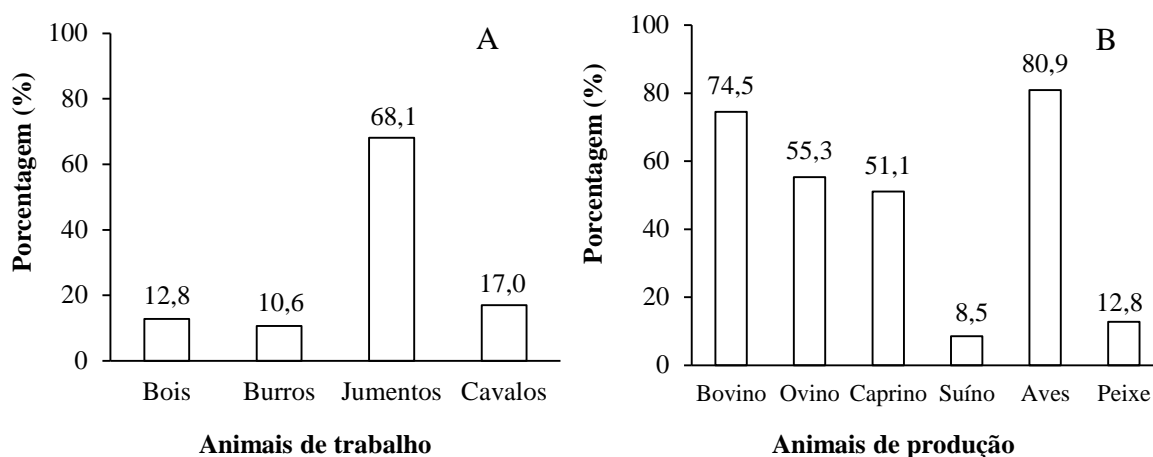 A
Porcentagem (%)
100
80
60
40
20
0
12,8
10,6
68,1
17,0
Bois Burros Jumentos Cavalos
Animais de trabalho
B
Porcentagem (%)
100
80
60
40
20
0
74,5
55,3
51,1
8,5
80,9
12,8
Bovino Ovino Caprino Suíno Aves Peixe
Animais de produção